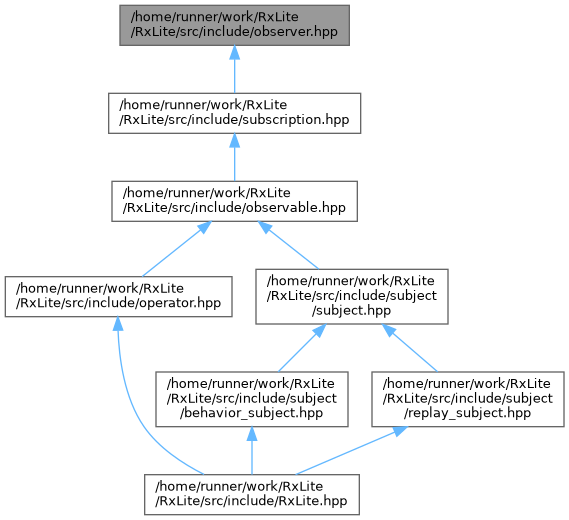 /home/runner/work/RxLite
/RxLite/src/include/observer.hpp
/home/runner/work/RxLite
/RxLite/src/include/subscription.hpp
/home/runner/work/RxLite
/RxLite/src/include/observable.hpp
/home/runner/work/RxLite
/RxLite/src/include/operator.hpp
/home/runner/work/RxLite
/RxLite/src/include/subject
/subject.hpp
/home/runner/work/RxLite
/RxLite/src/include/subject
/behavior_subject.hpp
/home/runner/work/RxLite
/RxLite/src/include/subject
/replay_subject.hpp
/home/runner/work/RxLite
/RxLite/src/include/RxLite.hpp